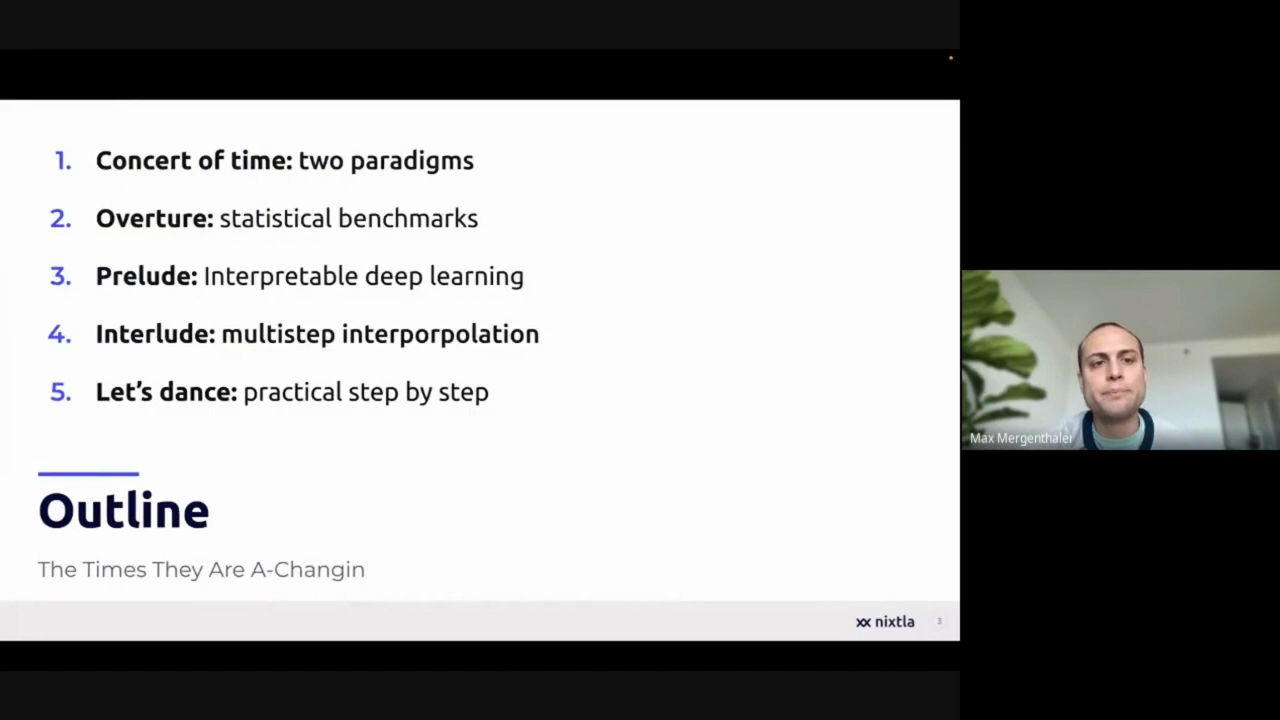 1. Concert of time: two paradigms
2. Overture: statistical benchmarks
3. Prelude: Interpretable deep learning
4. Interlude: multistep interporpolation
5. Let's dance: practical step by step
Outline
The Times They Are A-Changin
nixtla 3
Max Mergenthaler